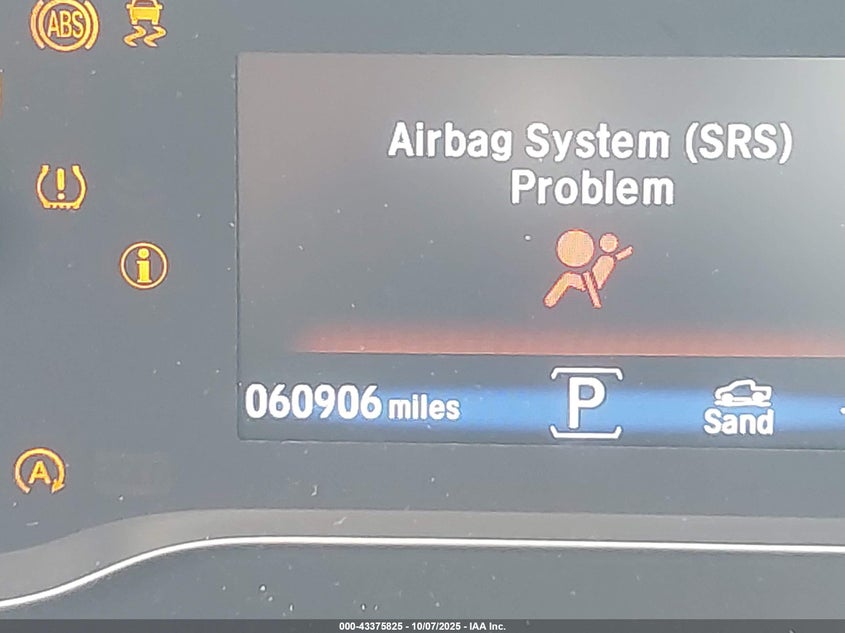 ABS
Airbag System (SRS)
Problem
060906 miles
P
Sand
A
000-43375825 - 10/07/2025 - IAA Inc.